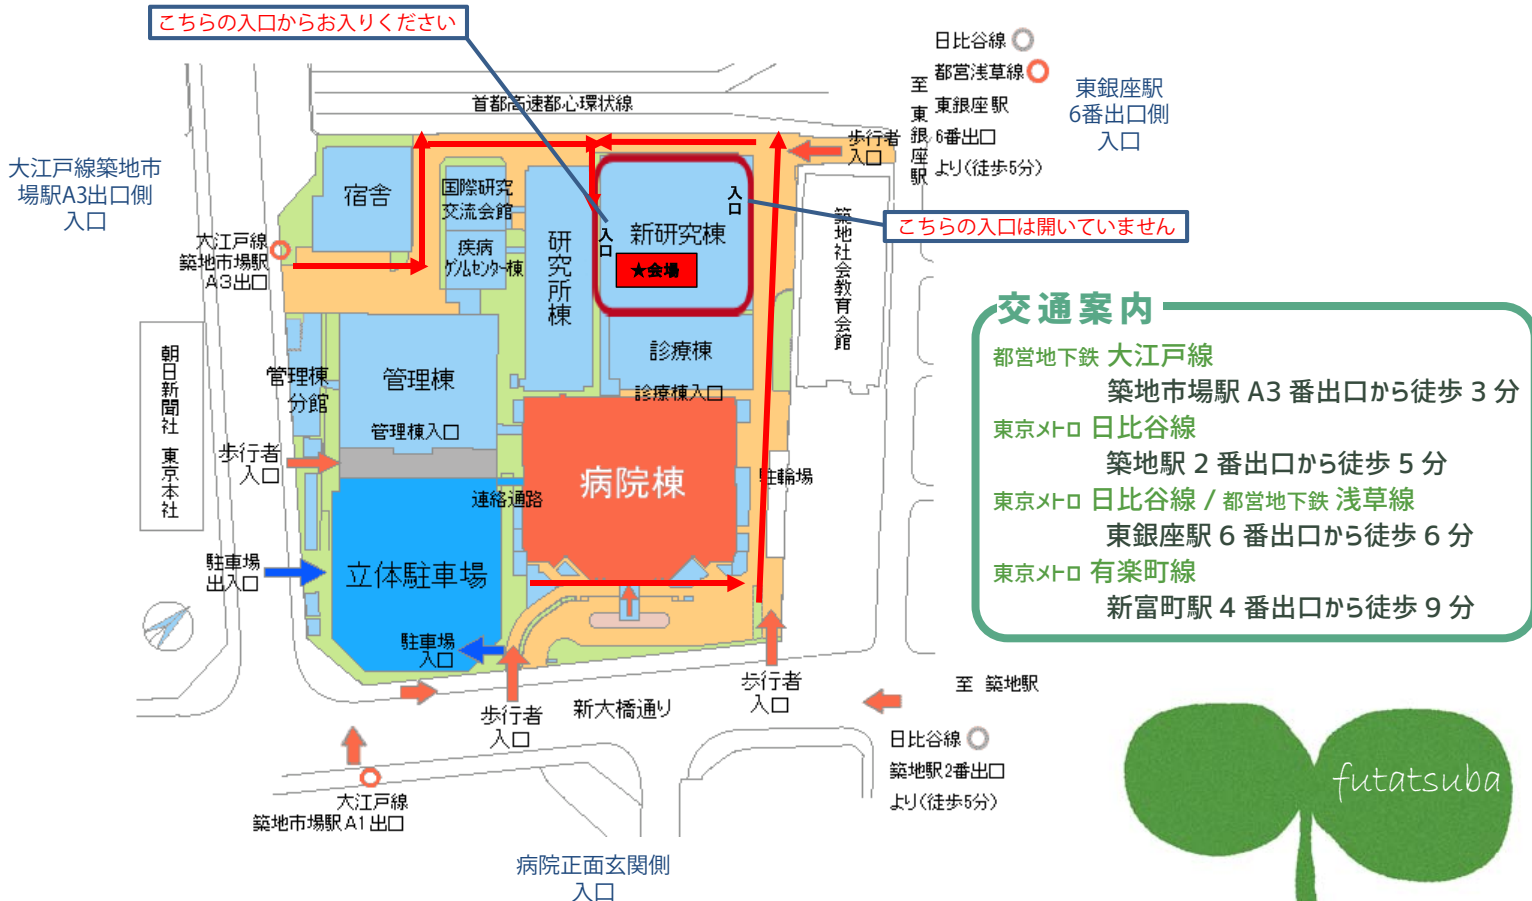 こちらの入口からお入りください
日比谷線
都営浅草線
至東銀座駅
東銀座駅
6番出口
より(徒歩5分)
東銀座駅
6番出口側
入口
首都高速都心環状線
歩行者
入口
大江戸線築地市
場駅A3出口側
入口
宿舎
国際研究
交流会館
疾病
ゲノムセンター棟
研究所棟
入口
入口
新研究棟
★会場
こちらの入口は開いていません
築地社会教育会館
大江戸線
築地市場駅
A3出口
朝日新聞社 東京本社
管理棟
分館
管理棟
管理棟入口
診療棟
診療棟入口
歩行者
入口
連絡通路
病院棟
駐輪場
駐車場
出入口
立体駐車場
駐車場
入口
歩行者
入口
新大橋通り
歩行者
入口
至 築地駅
日比谷線
築地駅2番出口
より(徒歩5分)
大江戸線
築地市場駅A1出口
病院正面玄関側
入口
交通案内
都営地下鉄 大江戸線
築地市場駅 A3 番出口から徒歩 3 分
東京メトロ 日比谷線
築地駅 2 番出口から徒歩 5 分
東京メトロ 日比谷線 / 都営地下鉄 浅草線
東銀座駅 6 番出口から徒歩 6 分
東京メトロ 有楽町線
新富町駅 4 番出口から徒歩 9 分
futatsuba